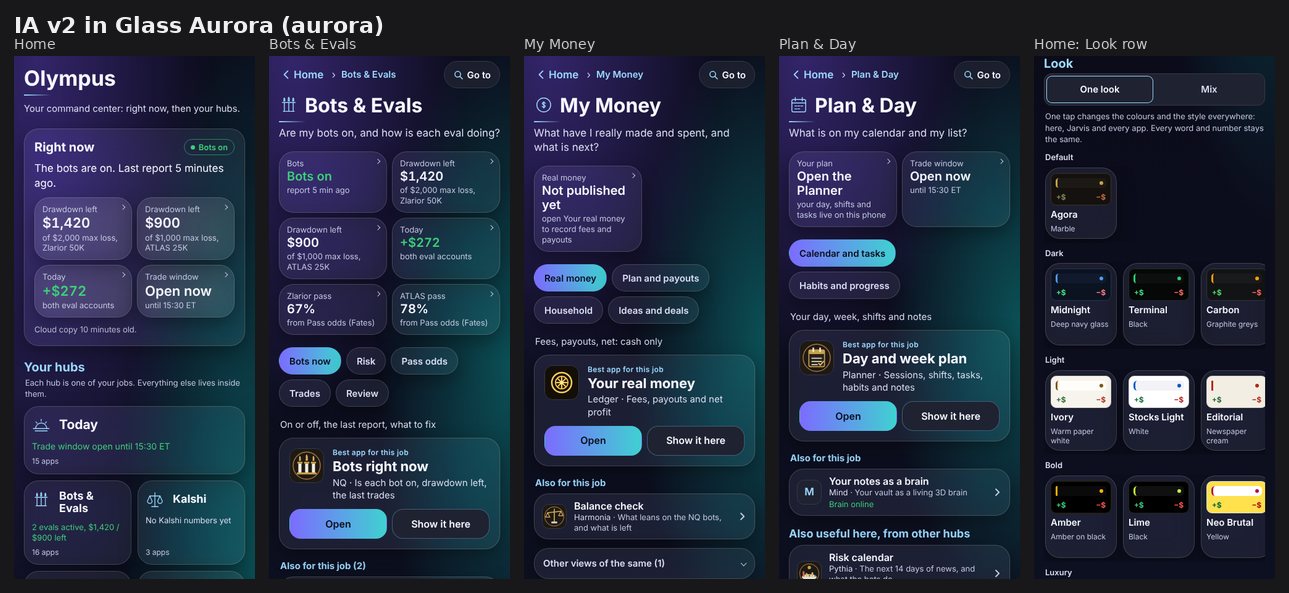 IA v2 in Glass Aurora (aurora)
Home
Olympus
Your command center: right now, then your hubs.
Right now
Bots on
The bots are on. Last report 5 minutes
ago.
Drawdown left
$1,420
of $2,000 max loss,
Zlarior 50K
Drawdown left
$900
of $1,000 max loss,
ATLAS 25K
Today
+$272
both eval accounts
Trade window
Open now
until 15:30 ET
Cloud copy 10 minutes old.
Your hubs
Each hub is one of your jobs. Everything else lives inside
them.
Today
Trade window open until 15:30 ET
15 apps
Bots &
Evals
2 evals active, $1,420 /
$900 left
16 apps
Kalshi
No Kalshi numbers yet
3 apps
Bots & Evals
Home
Bots & Evals
Go to
Bots & Evals
Are my bots on, and how is each eval doing?
Bots
Bots on
report 5 min ago
Drawdown left
$1,420
of $2,000 max loss,
Zlarior 50K
Drawdown left
$900
of $1,000 max loss,
ATLAS 25K
Today
+$272
both eval accounts
Zlarior pass
67%
from Pass odds (Fates)
ATLAS pass
78%
from Pass odds (Fates)
Bots now
Risk
Pass odds
Trades
Review
On or off, the last report, what to fix
Best app for this job
Bots right now
NQ · Is each bot on, drawdown left,
the last trades
Open
Show it here
Also for this job (2)
My Money
Home
My Money
Go to
My Money
What have I really made and spent, and
what is next?
Real money
Not published
yet
open Your real money
to record fees and
payouts
Real money
Plan and payouts
Household
Ideas and deals
Fees, payouts, net: cash only
Best app for this job
Your real money
Ledger · Fees, payouts and net
profit
Open
Show it here
Also for this job
Balance check
Harmonia · What leans on the NQ bots,
and what is left
Other views of the same (1)
Plan & Day
Home
Plan & Day
Go to
Plan & Day
What is on my calendar and my list?
Your plan
Open the
Planner
your day, shifts and
tasks live on this phone
Trade window
Open now
until 15:30 ET
Calendar and tasks
Habits and progress
Your day, week, shifts and notes
Best app for this job
Day and week plan
Planner · Sessions, shifts, tasks,
habits and notes
Open
Show it here
Also for this job
M
Your notes as a brain
Mind · Your vault as a living 3D brain
Brain online
Also useful here, from other hubs
Risk calendar
Pythia · The next 14 days of news, and
what the bots do
Home: Look row
Look
One look
Mix
One tap changes the colours and the style everywhere:
here, Jarvis and every app. Every word and number stays
the same.
Default
+$
−$
Agora
Marble
Dark
+$
−$
Midnight
Deep navy glass
+$
−$
Terminal
Black
+$
−$
Carbon
Graphite greys
Light
+$
−$
Ivory
Warm paper
white
+$
−$
Stocks Light
White
+$
−$
Editorial
Newspaper
cream
Bold
+$
−$
Amber
Amber on black
+$
−$
Lime
Black
+$
−$
Neo Brutal
Yellow
Luxury